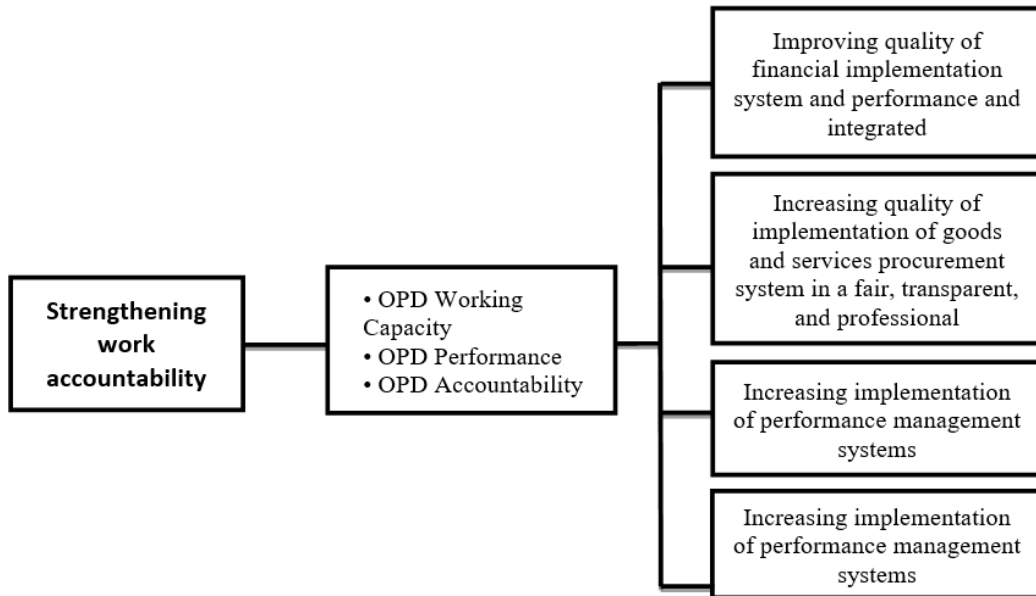 Strengthening
work
accountability
• OPD Working
Capacity
• OPD Performance
• OPD Accountability
Improving quality of
financial implementation
system and performance and
integrated
Increasing quality of
implementation of goods
and services procurement
system in a fair, transparent,
and professional
Increasing implementation
of performance management
systems
Increasing implementation
of performance management
systems